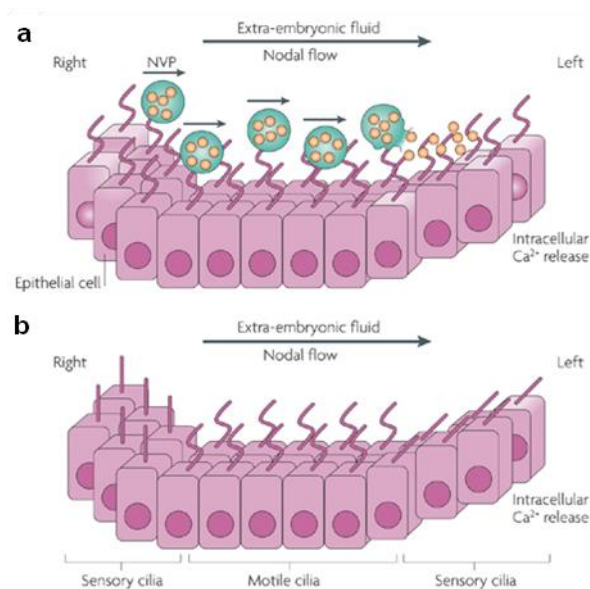 a
Extra-embryonic fluid
Nodal flow
Right
NVP
Left
Epithelial cell
Intracellular
Ca²⁺ release
b
Extra-embryonic fluid
Nodal flow
Right
Left
Intracellular
Ca²⁺ release
Sensory cilia
Motile cilia
Sensory cilia